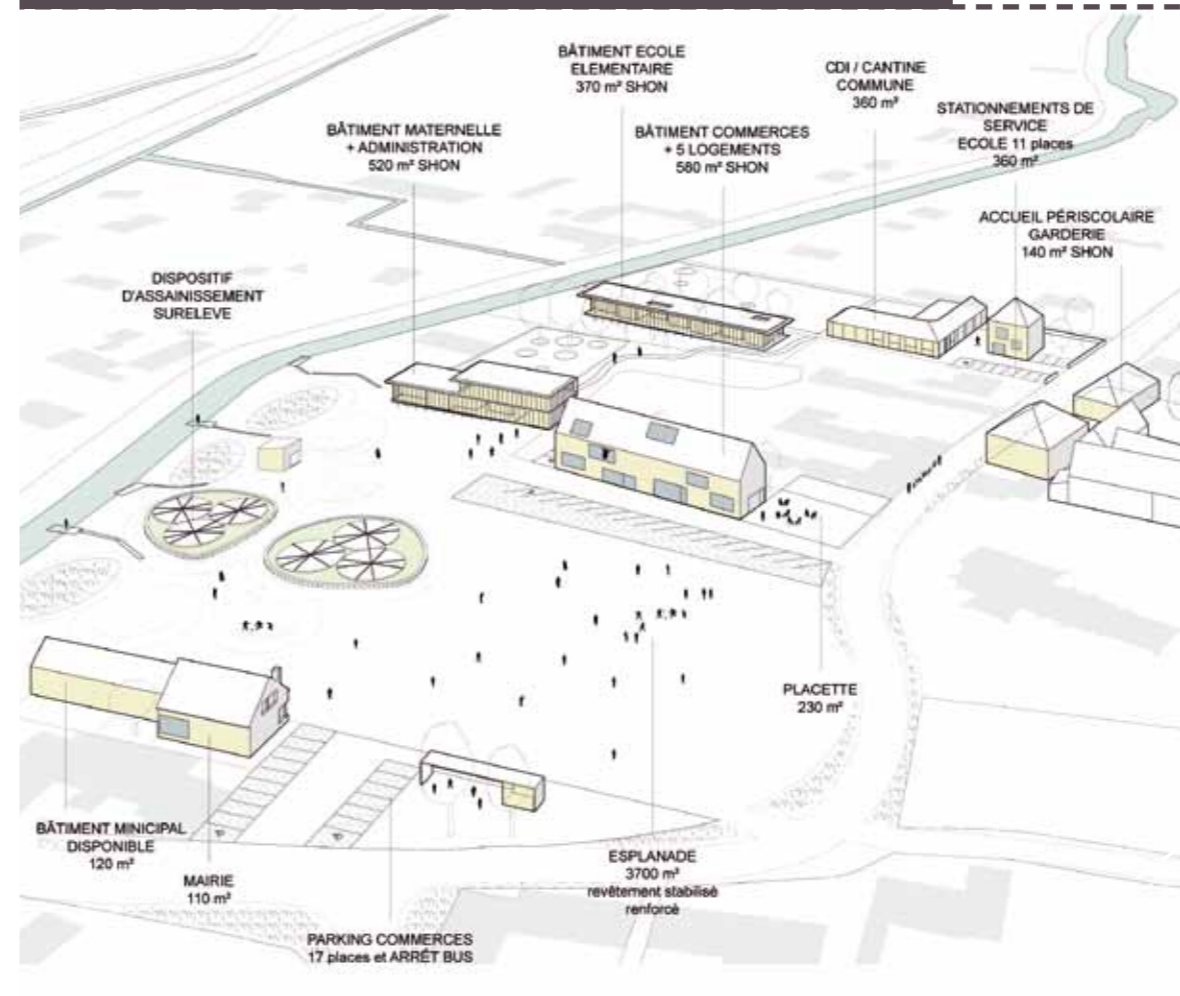 BÂTIMENT ECOLE
ELEMENTAIRE
370 m² SHON
CDI / CANTINE
COMMUNE
360 m²
STATIONNEMENTS DE
SERVICE
ECOLE 11 places
360 m²
BÂTIMENT MATERNELLE
+ ADMINISTRATION
520 m² SHON
BÂTIMENT COMMERCES
+ 5 LOGEMENTS
580 m² SHON
ACCUEIL PÉRISCOLAIRE
GARDERIE
140 m² SHON
DISPOSITIF
D'ASSAINISSEMENT
SURELEVE
PLACETTE
230 m²
BÂTIMENT MINICIPAL
DISPONIBLE
120 m²
MAIRIE
110 m²
ESPLANADE
3700 m²
revêtement stabilisé
renforcé
PARKING COMMERCES
17 places et ARRÊT BUS